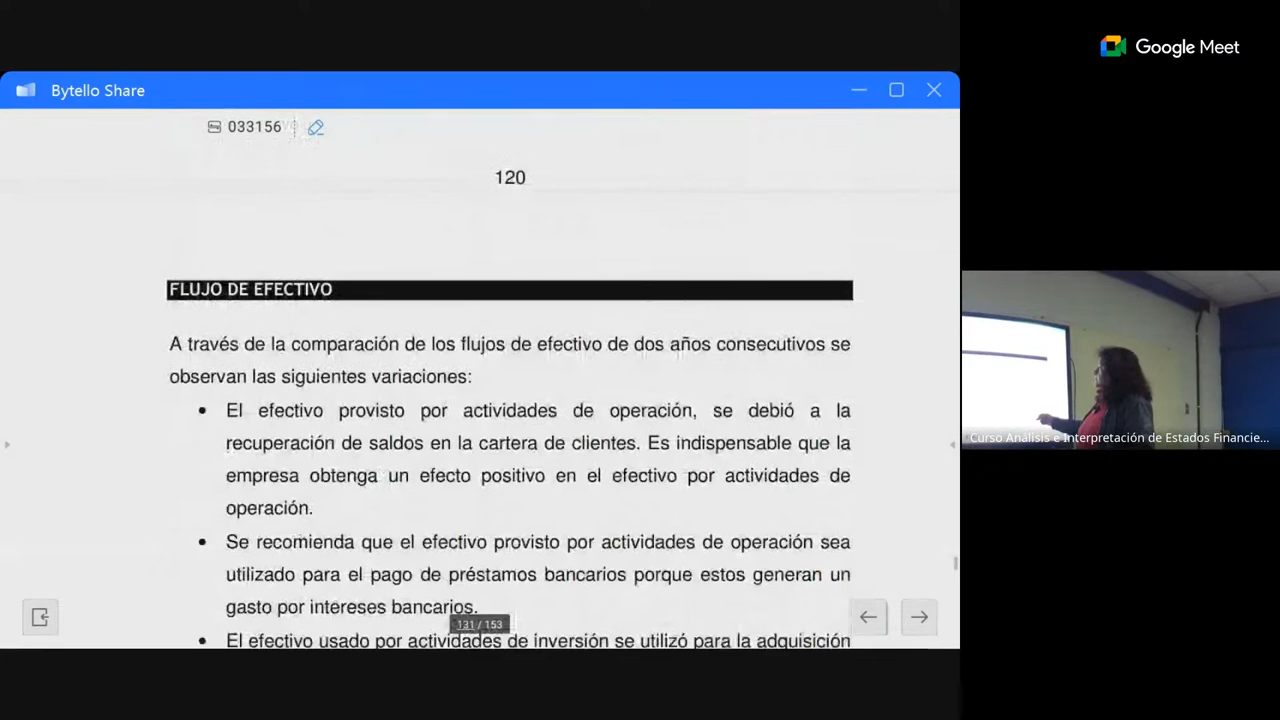 Google Meet
Bytello Share
033156
120
FLUJO DE EFECTIVO
A través de la comparación de los flujos de efectivo de dos años consecutivos se
observan las siguientes variaciones:
• El efectivo provisto por actividades de operación, se debió a la
recuperación de saldos en la cartera de clientes. Es indispensable que la
empresa obtenga un efecto positivo en el efectivo por actividades de
operación.
• Se recomienda que el efectivo provisto por actividades de operación sea
utilizado para el pago de préstamos bancarios porque estos generan un
gasto por intereses bancarios.
131 / 153
• El efectivo usado por actividades de inversión se utilizó para la adquisición
Curso Análisis e Interpretación de Estados Financie...